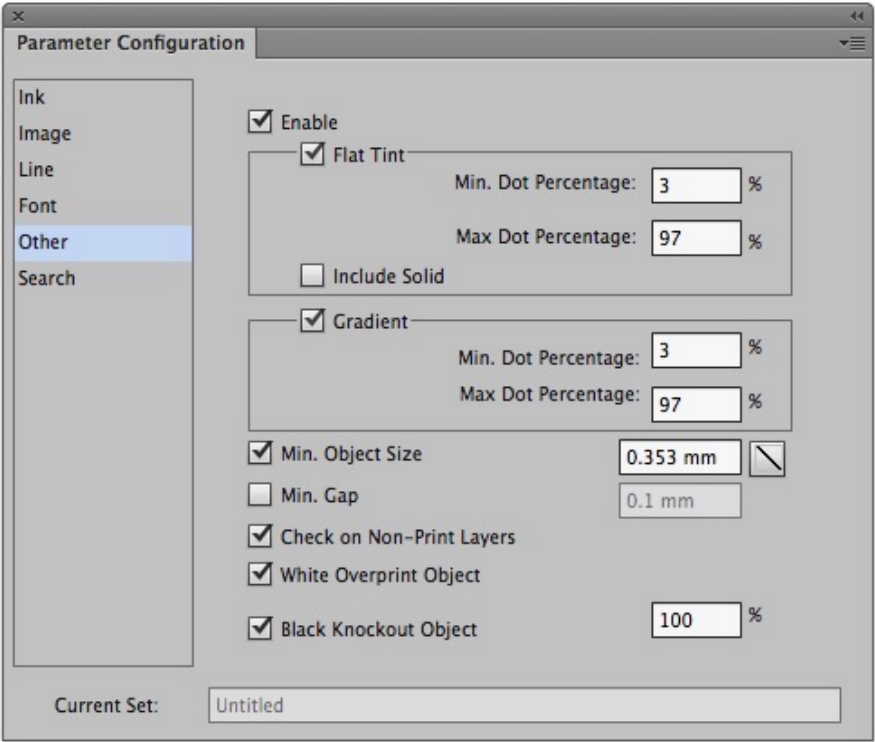 Parameter Configuration
Ink
Image
Line
Font
Other
Search
Enable
Flat Tint
Min. Dot Percentage: 3 %
Max Dot Percentage: 97 %
Include Solid
Gradient
Min. Dot Percentage: 3 %
Max Dot Percentage: 97 %
Min. Object Size 0.353 mm
Min. Gap 0.1 mm
Check on Non-Print Layers
White Overprint Object
Black Knockout Object 100 %
Current Set: Untitled